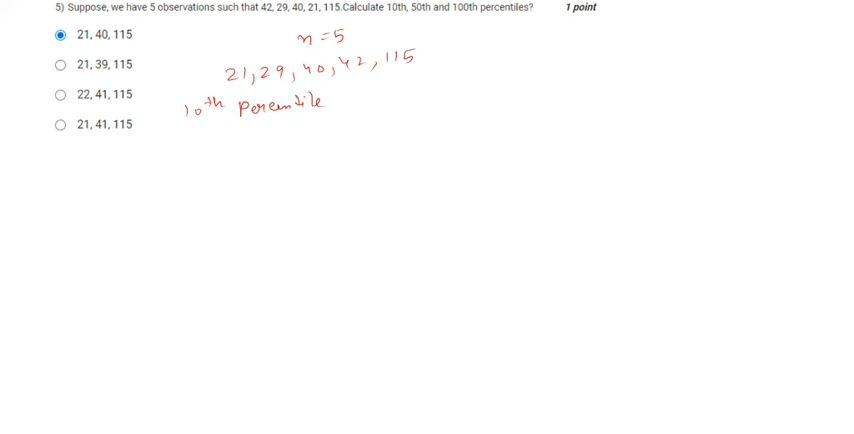 5) Suppose, we have 5 observations such that 42, 29, 40, 21, 115.Calculate 10th, 50th and 100th percentiles? 1 point
21, 40, 115
21, 39, 115
22, 41, 115
21, 41, 115
n = 5
21, 29, 40, 42, 115
10th percentile